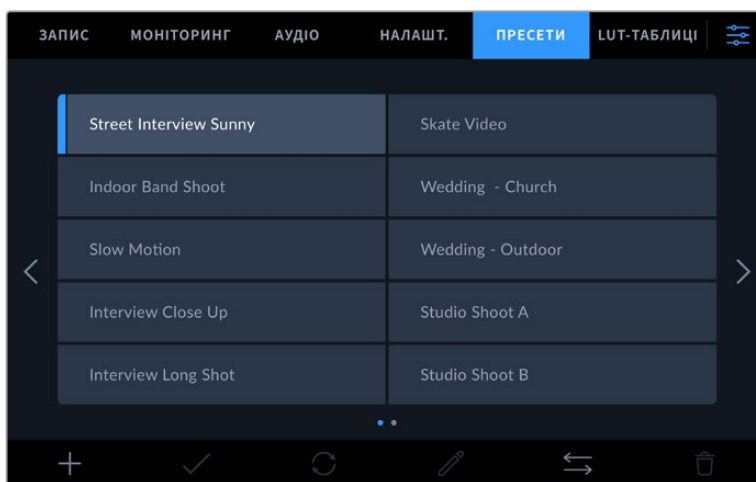 ЗАПИС МОНІТОРИНГ АУДІО НАЛАШТ. ПРЕСЕТИ LUT-ТАБЛИЦІ
Street Interview Sunny Skate Video
Indoor Band Shoot Wedding - Church
Slow Motion Wedding - Outdoor
Interview Close Up Studio Shoot A
Interview Long Shot Studio Shoot B